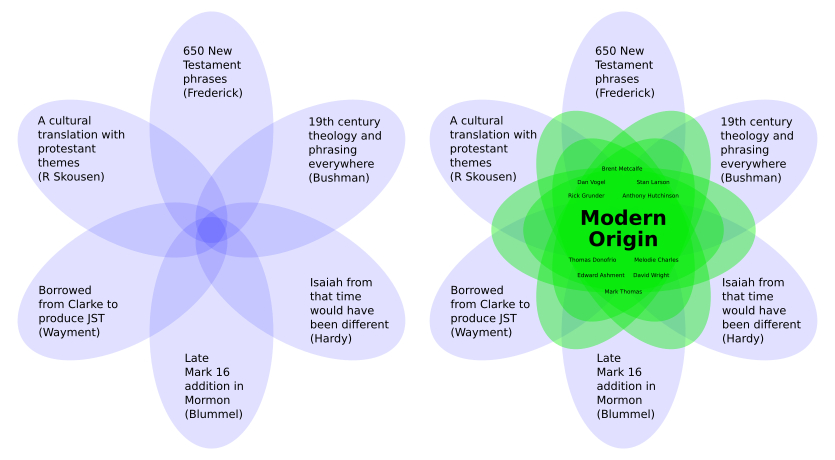 650 New
Testament
phrases
(Frederick)
A cultural
translation with
protestant
themes
(R Skousen)
19th century
theology and
phrasing
everywhere
(Bushman)
Borrowed
from Clarke to
produce JST
(Wayment)
Isaiah from
that time
would have
been different
(Hardy)
Late
Mark 16
addition in
Mormon
(Blummel)
650 New
Testament
phrases
(Frederick)
A cultural
translation with
protestant
themes
(R Skousen)
19th century
theology and
phrasing
everywhere
(Bushman)
Brent Metcalfe
Dan Vogel Stan Larson
Rick Grunder Anthony Hutchinson
Modern
Origin
Thomas Donofrio Melodie Charles
Edward Ashment David Wright
Mark Thomas
Borrowed
from Clarke to
produce JST
(Wayment)
Isaiah from
that time
would have
been different
(Hardy)
Late
Mark 16
addition in
Mormon
(Blummel)